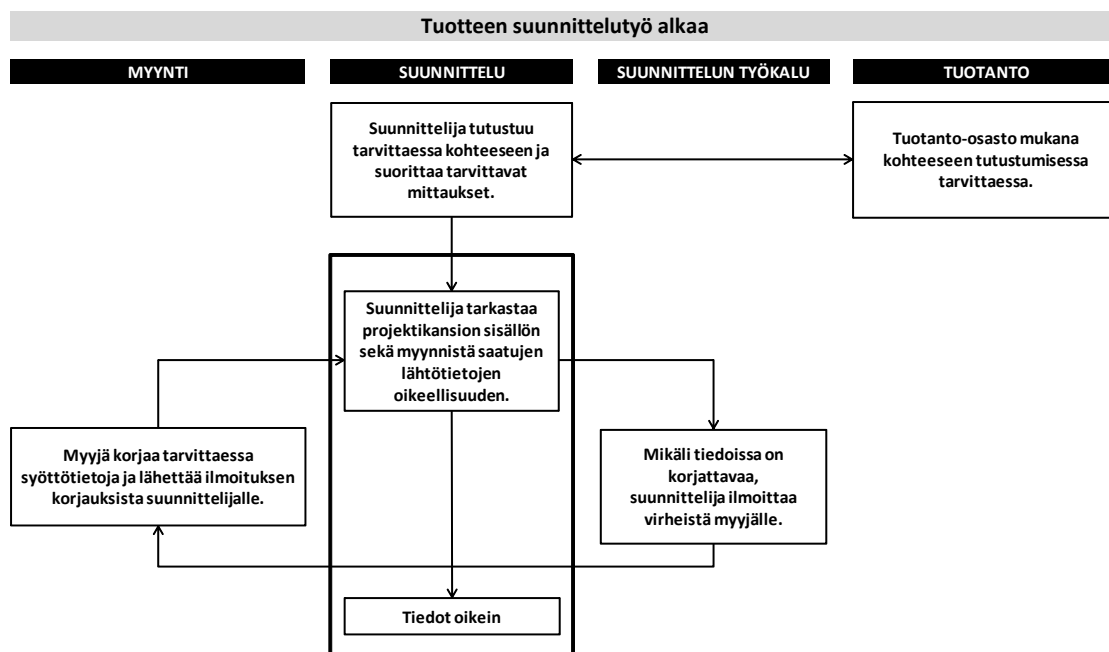 Tuotteen suunnittelutyö alkaa
MYYNTI
SUUNNITTELU
SUUNNITTELUN TYÖKALU
TUOTANTO
Suunnittelija tutustuu
tarvittaessa kohteeseen ja
suorittaa tarvittavat
mittaukset.
Tuotanto-osasto mukana
kohteeseen tutustumisessa
tarvittaessa.
Suunnittelija tarkastaa
projektikansion sisällön
sekä myynnistä saatujen
lähtötietojen
oikeellisuuden.
Myyjä korjaa tarvittaessa
syöttötietoja ja lähettää ilmoituksen
korjauksista suunnittelijalle.
Mikäli tiedoissa on
korjattavaa,
suunnittelija ilmoittaa
virheistä myyjälle.
Tiedot oikein